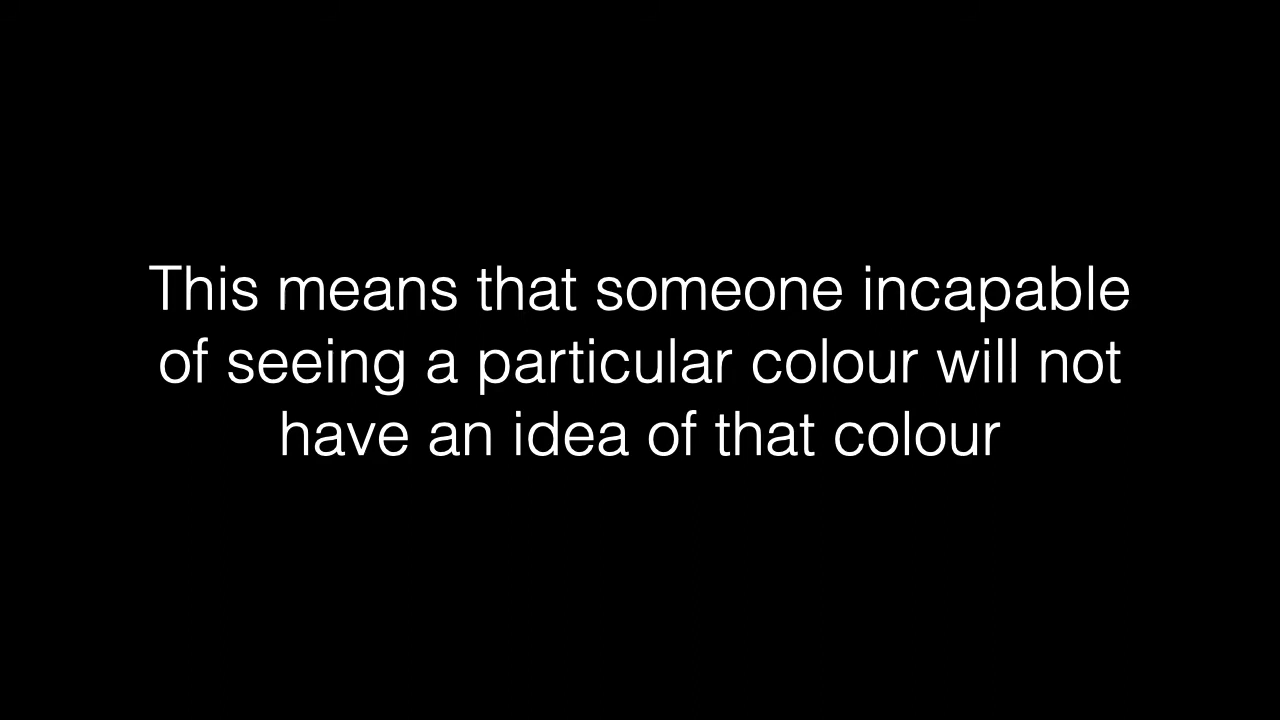 This means that someone incapable
of seeing a particular colour will not
have an idea of that colour